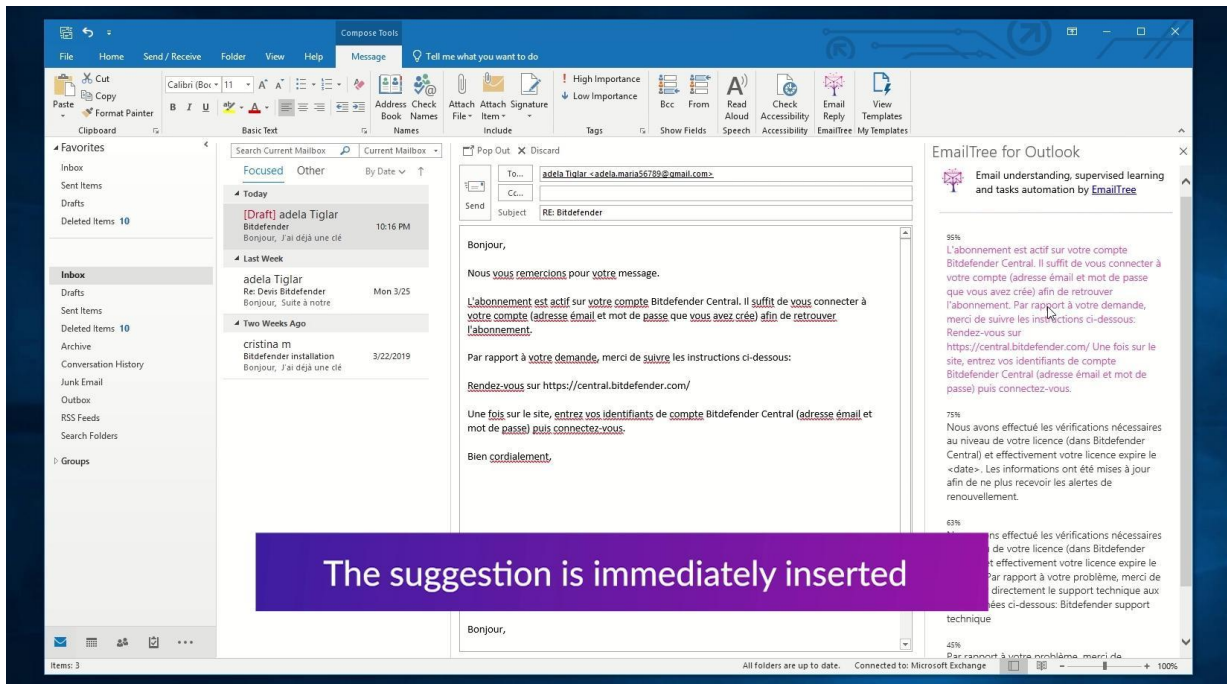 Compose Tools
File Home Send / Receive Folder View Help Message Tell me what you want to do
Paste
Cut
Copy
Format Painter
Clipboard
Calibri (Boc 11
B I U
Basic Text
Address Book
Check Names
Names
Attach File
Attach Item
Signature
Include
High Importance
Low Importance
Tags
Bcc From
Show Fields
Read Aloud
Speech
Check Accessibility
Accessibility
Email Reply
EmailTree
View Templates
My Templates
Favorites
Inbox
Sent Items
Drafts
Deleted Items 10
Inbox
Drafts
Sent Items
Deleted Items 10
Archive
Conversation History
Junk Email
Outbox
RSS Feeds
Search Folders
Groups
Search Current Mailbox Current Mailbox
Focused Other By Date
Today
[Draft] adela Tiglar
Bitdefender 10:16 PM
Bonjour, J'ai déjà une clé
Last Week
adela Tiglar
Re: Devis Bitdefender Mon 3/25
Bonjour, Suite à notre
Two Weeks Ago
cristina m
Bitdefender installation 3/22/2019
Bonjour, J'ai déjà une clé
Pop Out Discard
Send
To... adela Tiglar <adela.maria56789@gmail.com>
Cc...
Subject RE: Bitdefender
Bonjour,
Nous vous remercions pour votre message.
L'abonnement est actif sur votre compte Bitdefender Central. Il suffit de vous connecter à
votre compte (adresse émail et mot de passe que vous avez crée) afin de retrouver
l'abonnement.
Par rapport à votre demande, merci de suivre les instructions ci-dessous:
Rendez-vous sur https://central.bitdefender.com/
Une fois sur le site, entrez vos identifiants de compte Bitdefender Central (adresse émail et
mot de passe) puis connectez-vous.
Bien cordialement,
Bonjour,
EmailTree for Outlook
Email understanding, supervised learning
and tasks automation by EmailTree
95%
L'abonnement est actif sur votre compte
Bitdefender Central. Il suffit de vous connecter à
votre compte (adresse émail et mot de passe
que vous avez crée) afin de retrouver
l'abonnement. Par rapport à votre demande,
merci de suivre les instructions ci-dessous:
Rendez-vous sur
https://central.bitdefender.com/ Une fois sur le
site, entrez vos identifiants de compte
Bitdefender Central (adresse émail et mot de
passe) puis connectez-vous.
75%
Nous avons effectué les vérifications nécessaires
au niveau de votre licence (dans Bitdefender
Central) et effectivement votre licence expire le
<date>. Les informations ont été mises à jour
afin de ne plus recevoir les alertes de
renouvellement.
63%
effectué les vérifications nécessaires
de votre licence (dans Bitdefender
effectivement votre licence expire le
Par rapport à votre problème, merci de
directement le support technique aux
ci-dessous: Bitdefender support
technique
45%
Par rapport à votre problème, merci de
The suggestion is immediately inserted
Items: 3
All folders are up to date. Connected to: Microsoft Exchange 100%